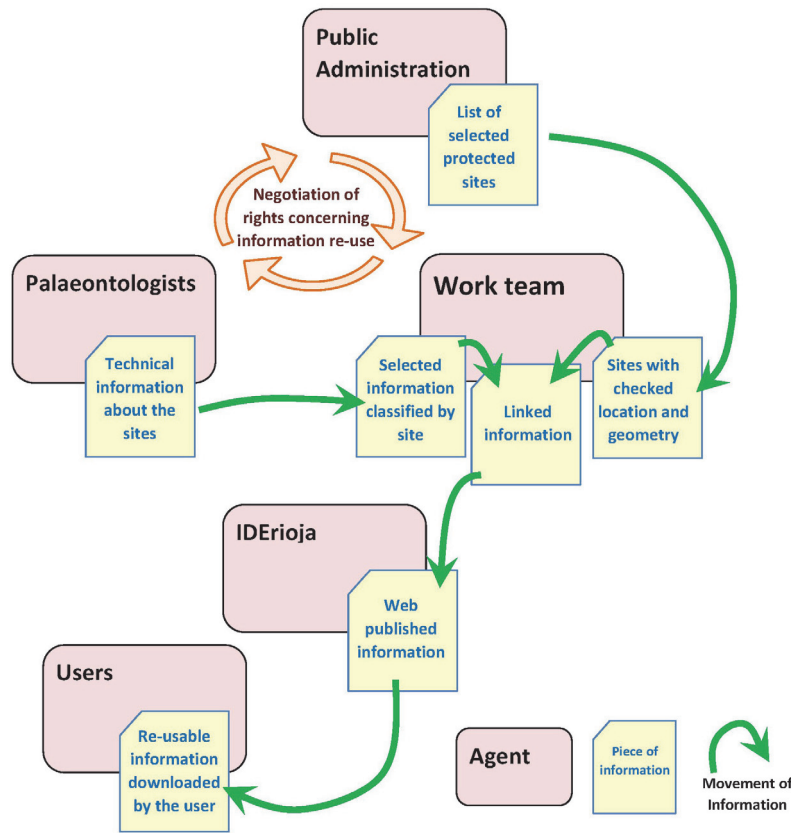 Public
Administration
List of
selected
protected
sites
Negotiation of
rights concerning
information re-use
Palaeontologists
Technical
information
about the
sites
Work team
Selected
information
classified by
site
Linked
information
Sites with
checked
location and
geometry
IDErioja
Web
published
information
Users
Re-usable
information
downloaded
by the user
Agent
Piece of
information
Movement of
Information